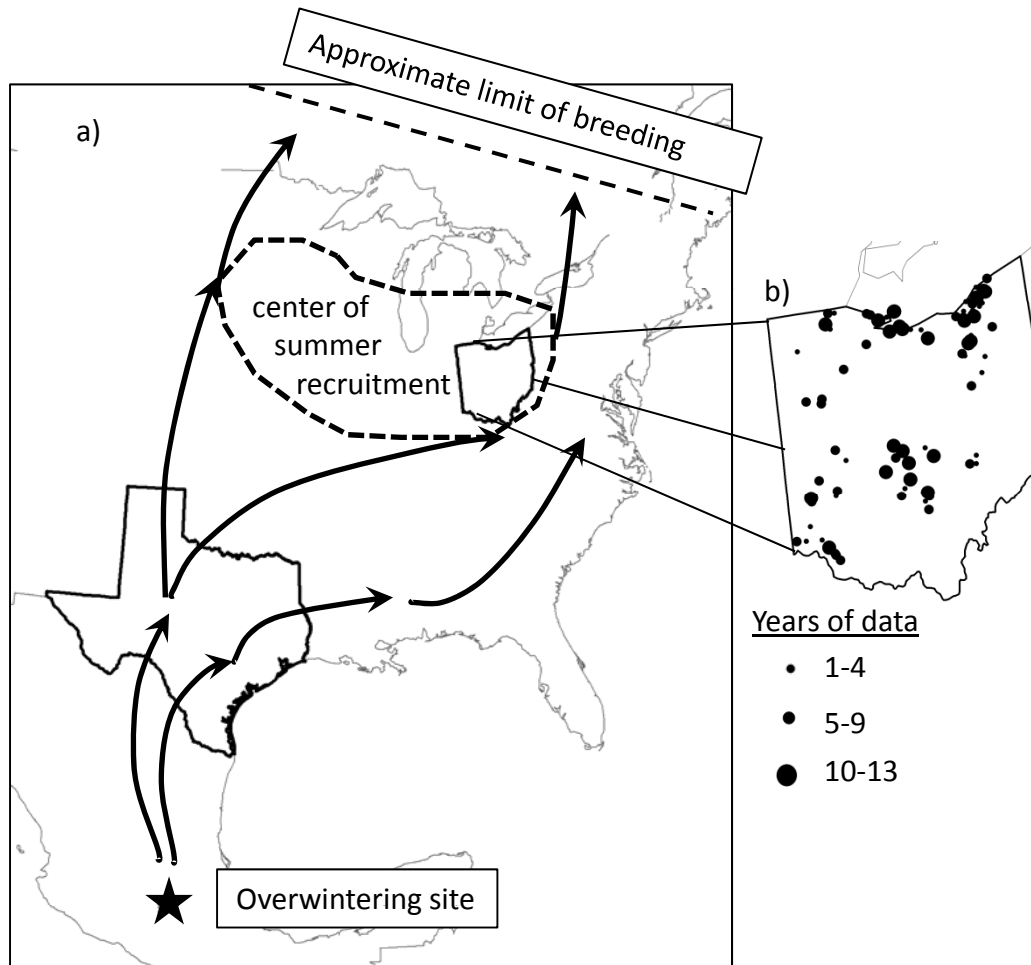 Approximate limit of breeding
a)
center of
summer
recruitment
b)
Years of data
1-4
5-9
10-13
Overwintering site